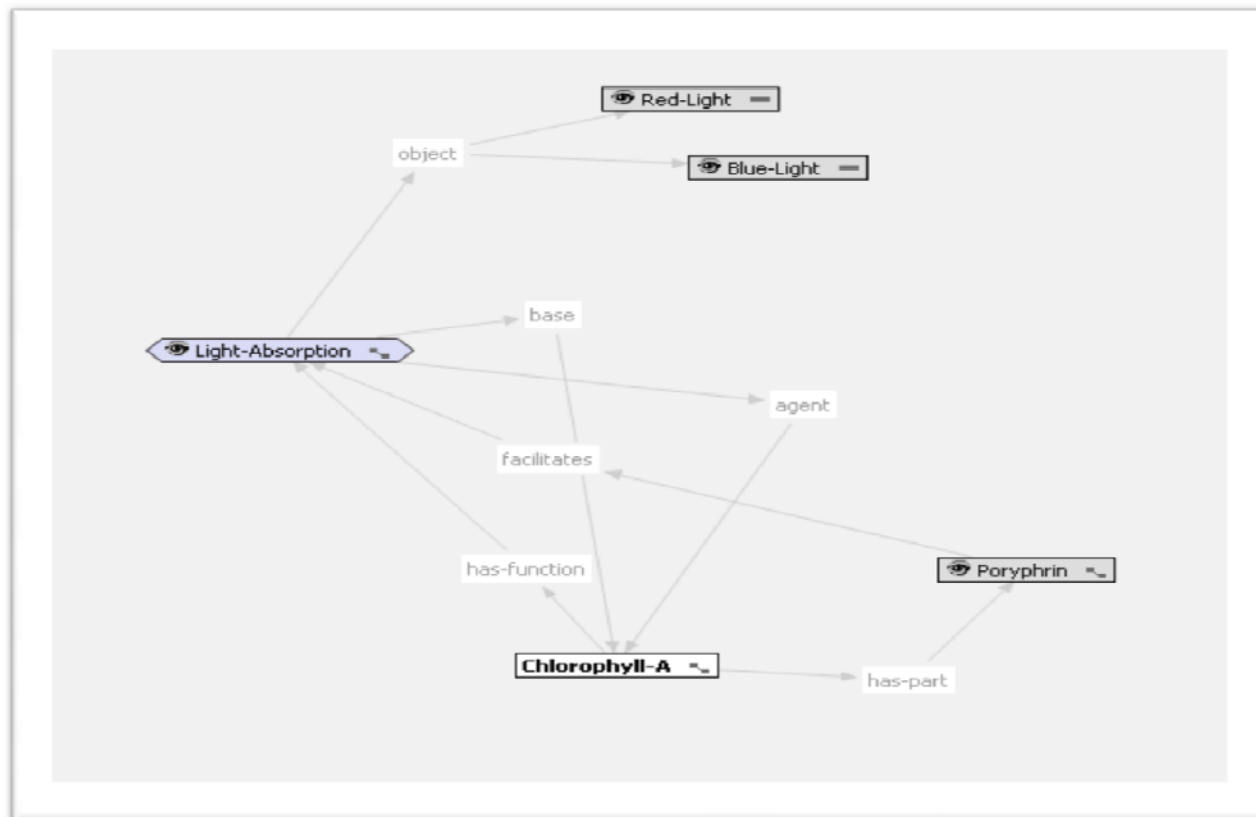 Red-Light
object
Blue-Light
base
Light-Absorption
agent
facilitates
has-function
Poryphrin
Chlorophyll-A
has-part